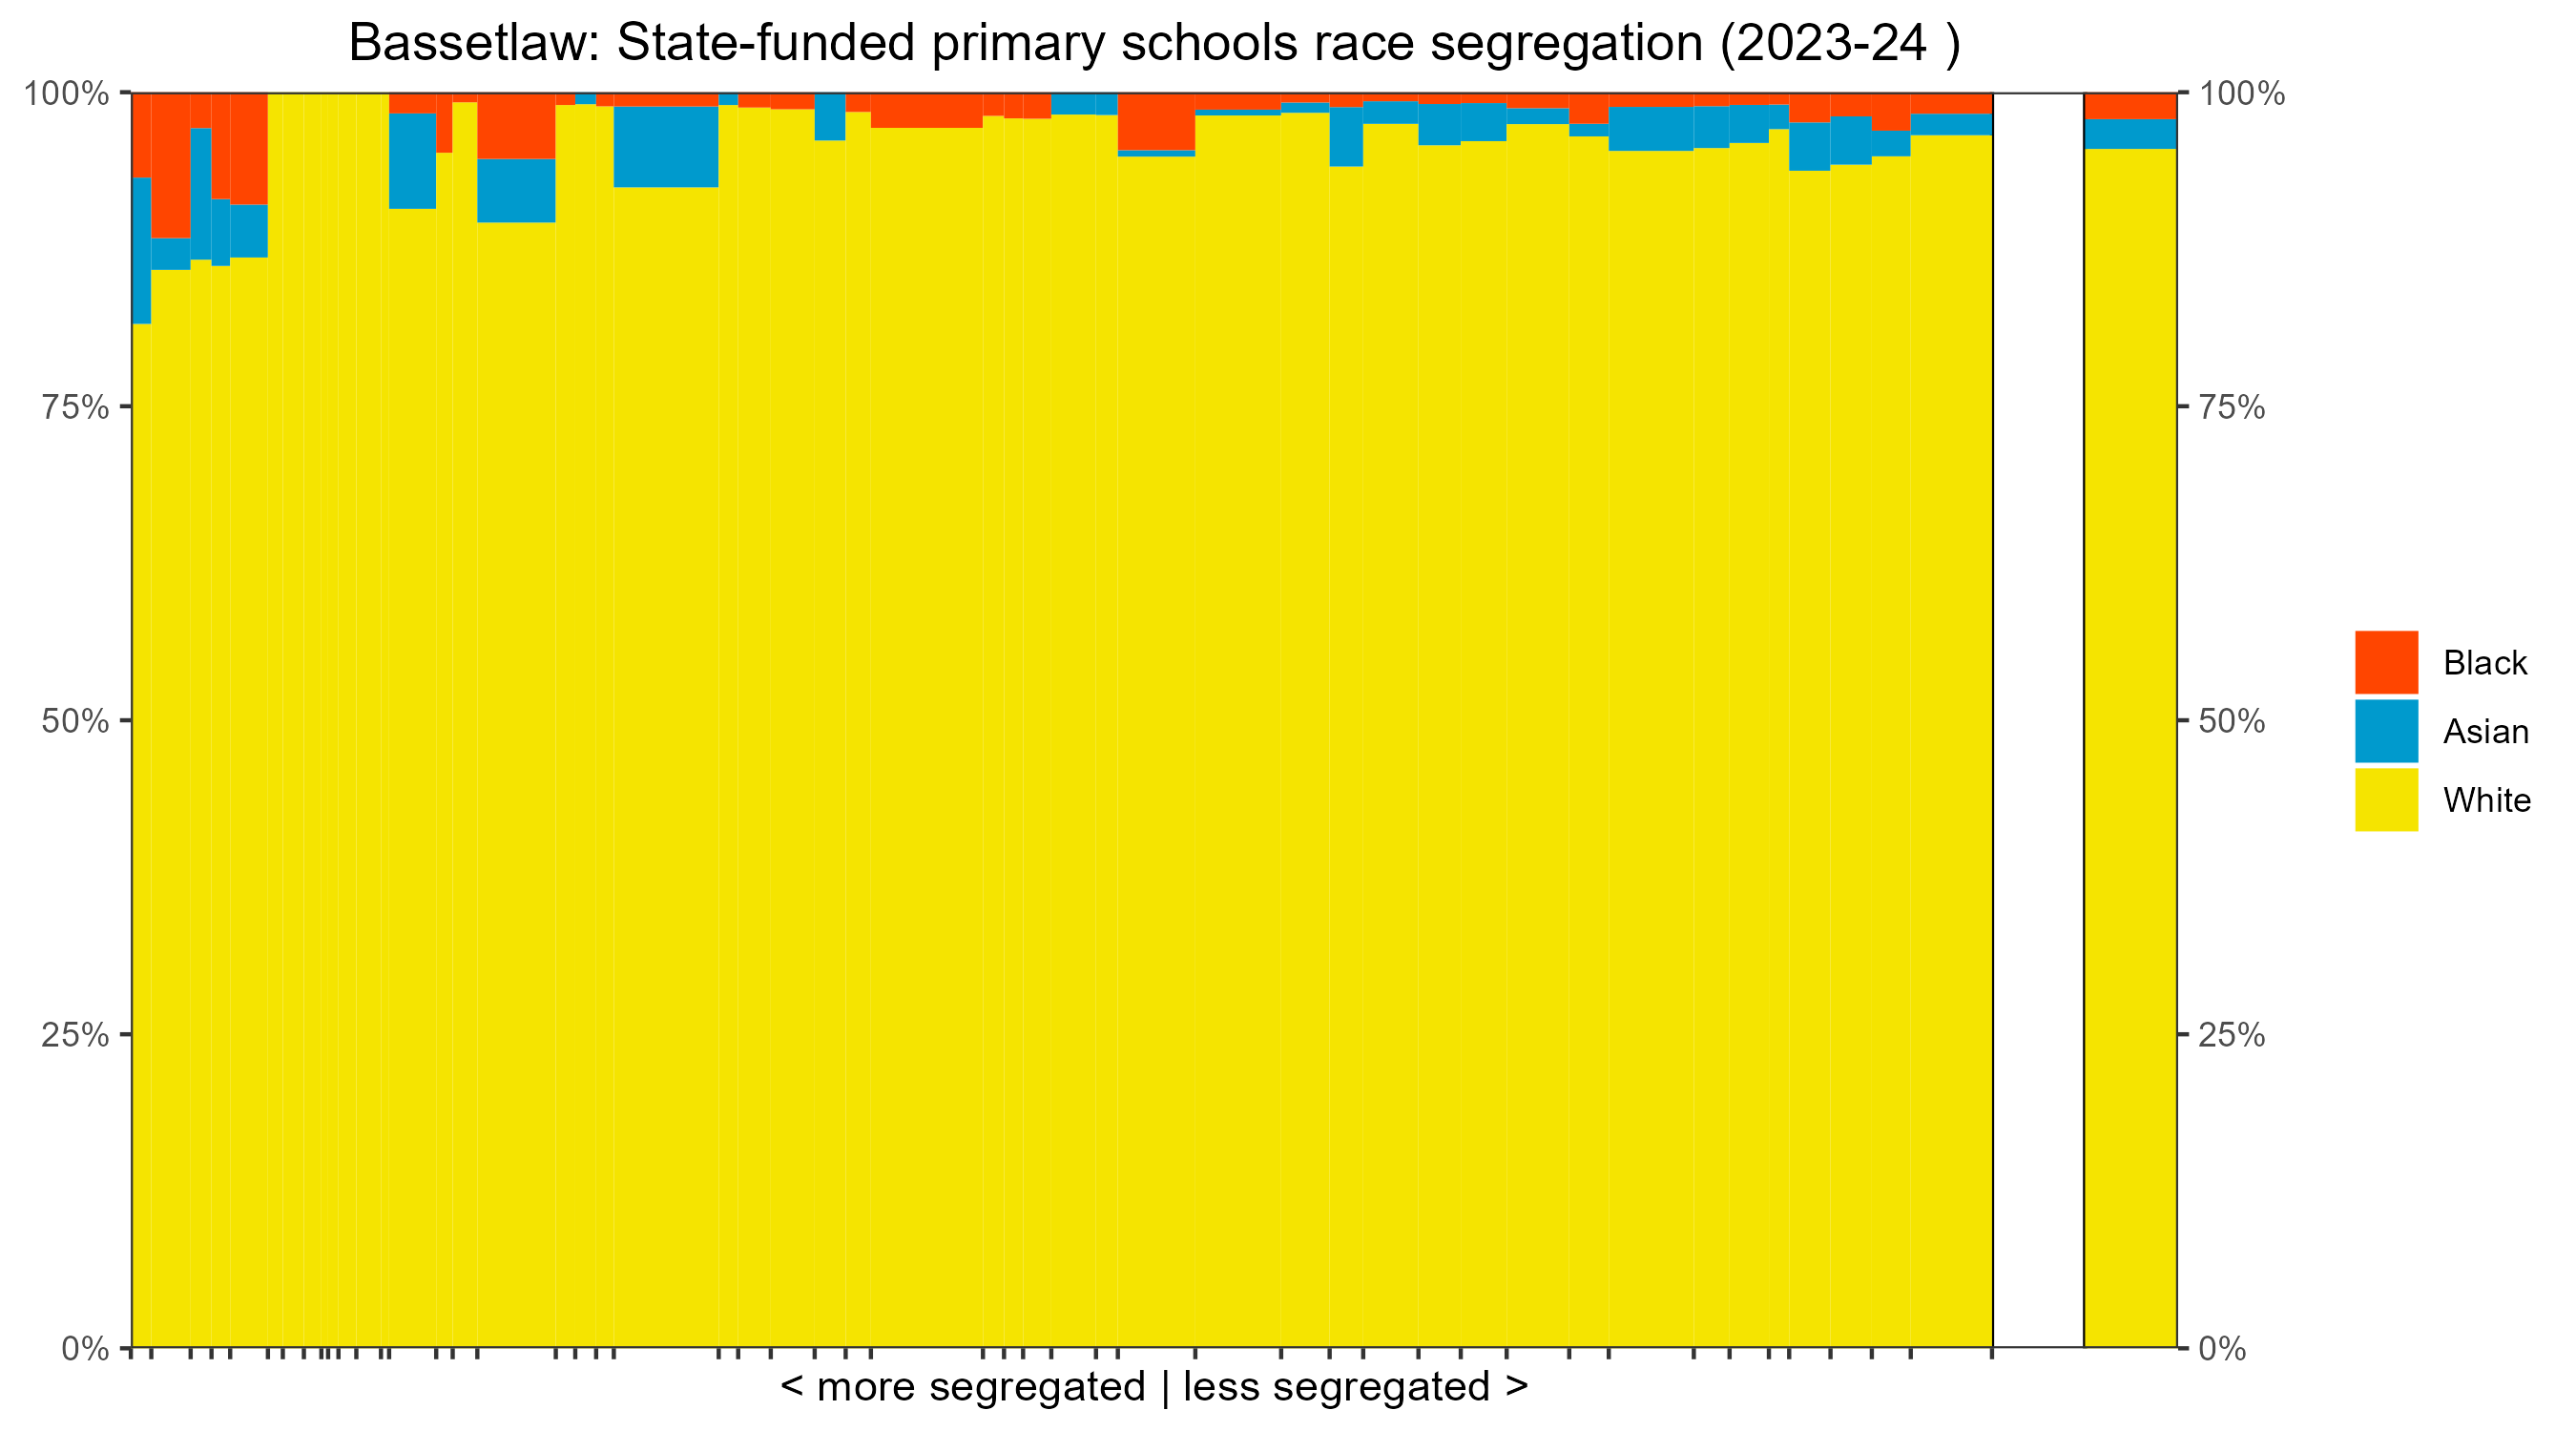 Bassetlaw: State-funded primary schools race segregation (2023-24 )
100%
75%
50%
25%
0%
100%
75%
50%
25%
0%
Black
Asian
White
< more segregated | less segregated >